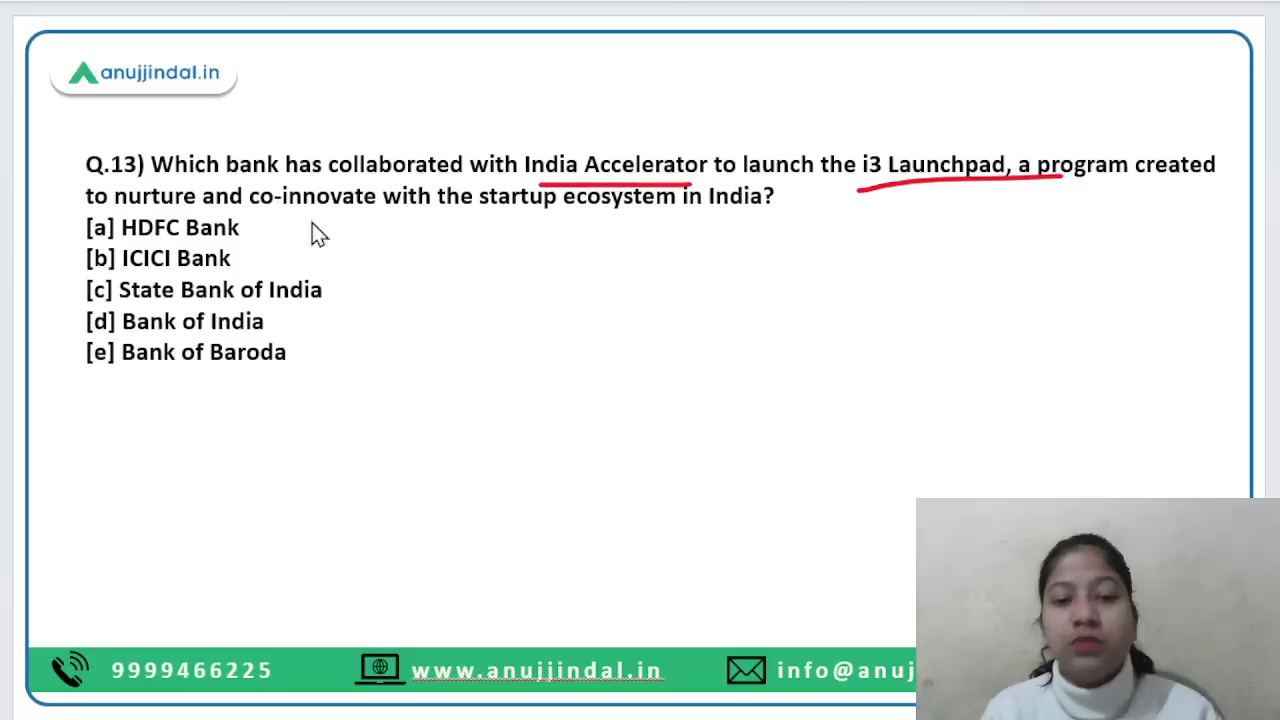 anujjindal.in
Q.13) Which bank has collaborated with India Accelerator to launch the i3 Launchpad, a program created
to nurture and co-innovate with the startup ecosystem in India?
[a] HDFC Bank
[b] ICICI Bank
[c] State Bank of India
[d] Bank of India
[e] Bank of Baroda
9999466225 www.anujjindal.in info@anuj